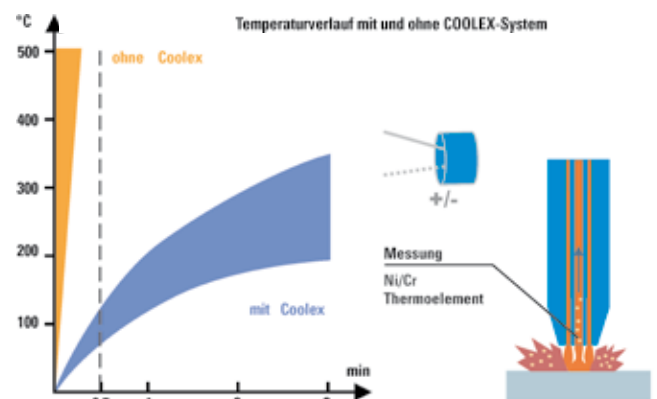 °C
Temperaturverlauf mit und ohne COOLEX-System
500
ohne Coolex
400
300
+/-
200
Messung
Ni/Cr
Thermoelement
mit Coolex
100
min